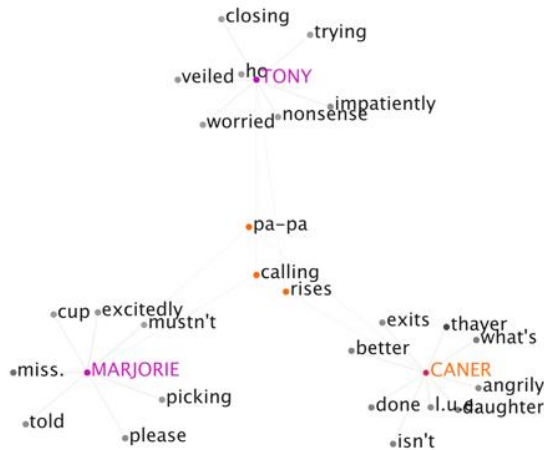 closing
trying
ho
TONY
veiled
impatiently
nonsense
worried
pa-pa
calling
rises
exits
cup
excitedly
mustn't
thayer
what's
better
miss.
MARJORIE
CANER
angrily
picking
done
l.u.e
daughter
told
please
isn't